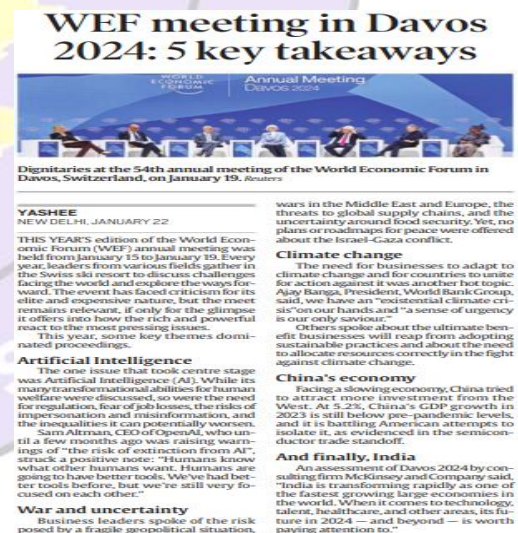 WEF meeting in Davos
2024: 5 key takeaways
WORLD
ECONOMIC
FORUM
Annual Meeting
Davos 2024
Dignitaries at the 54th annual meeting of the World Economic Forum in
Davos, Switzerland, on January 19. Reuters
YASHEE
NEW DELHI, JANUARY 22
THIS YEAR'S edition of the World Econ-
omic Forum (WEF) annual meeting was
held from January 15 to January 19. Every
year, leaders from various fields gather in
the Swiss ski resort to discuss challenges
facing the world and explore the ways for-
ward. The event has faced criticism for its
elite and expensive nature, but the meet
remains relevant, if only for the glimpse
it offers into how the rich and powerful
react to the most pressing issues.
This year, some key themes domi-
nated proceedings.
Artificial Intelligence
The one issue that took centre stage
was Artificial Intelligence (AI). While its
many transformational abilities for human
welfare were discussed, so were the need
for regulation, fear of job losses, the risks of
impersonation and misinformation, and
the inequalities it can potentially worsen.
Sam Altman, CEO of OpenAI, who un-
til a few months ago was raising warn-
ings of "the risk of extinction from AI",
struck a positive note: "Humans know
what other humans want. Humans are
going to have better tools. We've had bet-
ter tools before, but we're still very fo-
cused on each other."
War and uncertainty
Business leaders spoke of the risk
posed by a fragile geopolitical situation,
wars in the Middle East and Europe, the
threats to global supply chains, and the
uncertainty around food security. Yet, no
plans or roadmaps for peace were offered
about the Israel-Gaza conflict.
Climate change
The need for businesses to adapt to
climate change and for countries to unite
for action against it was another hot topic.
Ajay Banga, President, World Bank Group,
said, we have an "existential climate cri-
sis"on our hands and "a sense of urgency
is our only saviour."
Others spoke about the ultimate ben-
efit businesses will reap from adopting
sustainable practices and about the need
to allocate resources correctly in the fight
against climate change.
China's economy
Facing a slowing economy, China tried
to attract more investment from the
West. At 5.2%, China's GDP growth in
2023 is still below pre-pandemic levels,
and it is battling American attempts to
isolate it, as evidenced in the semicon-
ductor trade standoff.
And finally, India
An assessment of Davos 2024 by con-
sulting firm McKinsey and Company said,
"India is transforming rapidly as one of
the fastest growing large economies in
the world. When it comes to technology,
talent, healthcare, and other areas, its fu-
ture in 2024 — and beyond — is worth
paying attention to."